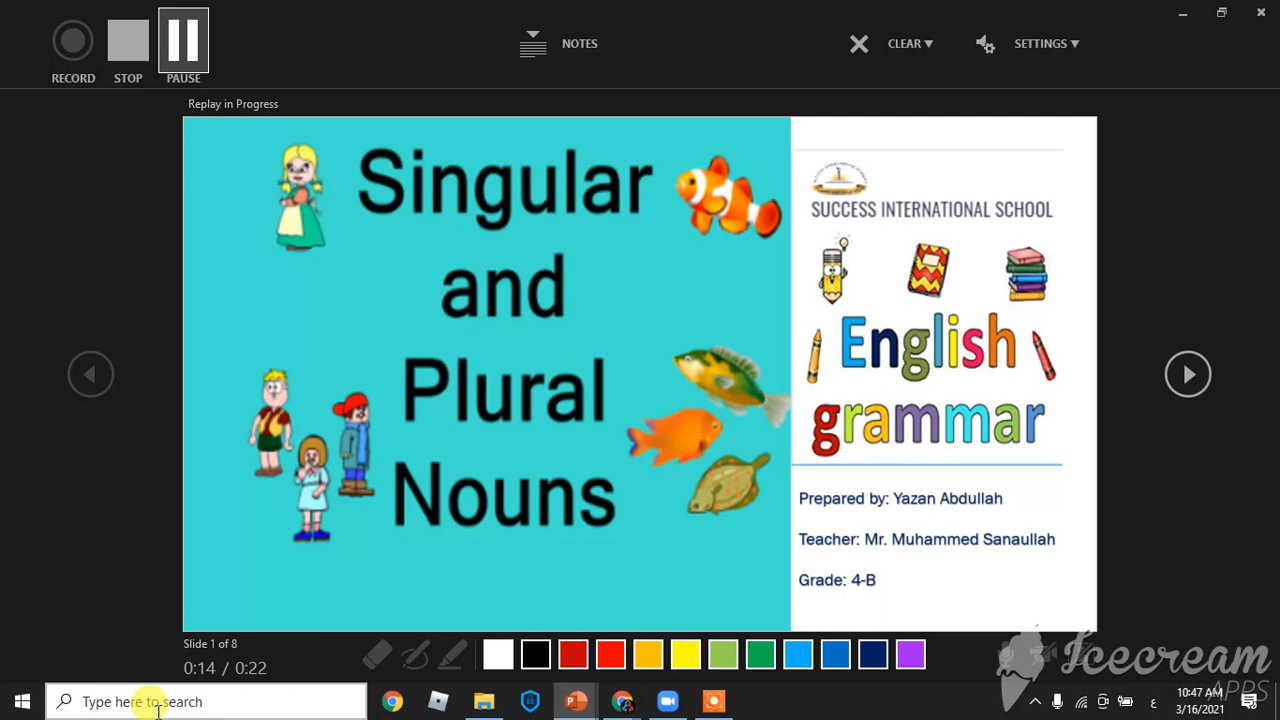 RECORD
STOP
PAUSE
NOTES
CLEAR
SETTINGS
Replay in Progress
Singular
and
Plural
Nouns
SUCCESS INTERNATIONAL SCHOOL
English
grammar
Prepared by: Yazan Abdullah
Teacher: Mr. Muhammed Sanaullah
Grade: 4-B
Slide 1 of 8
0:14 / 0:22
Icecream
APPS
Type here to search
ع
10:47 AM
3/16/2021